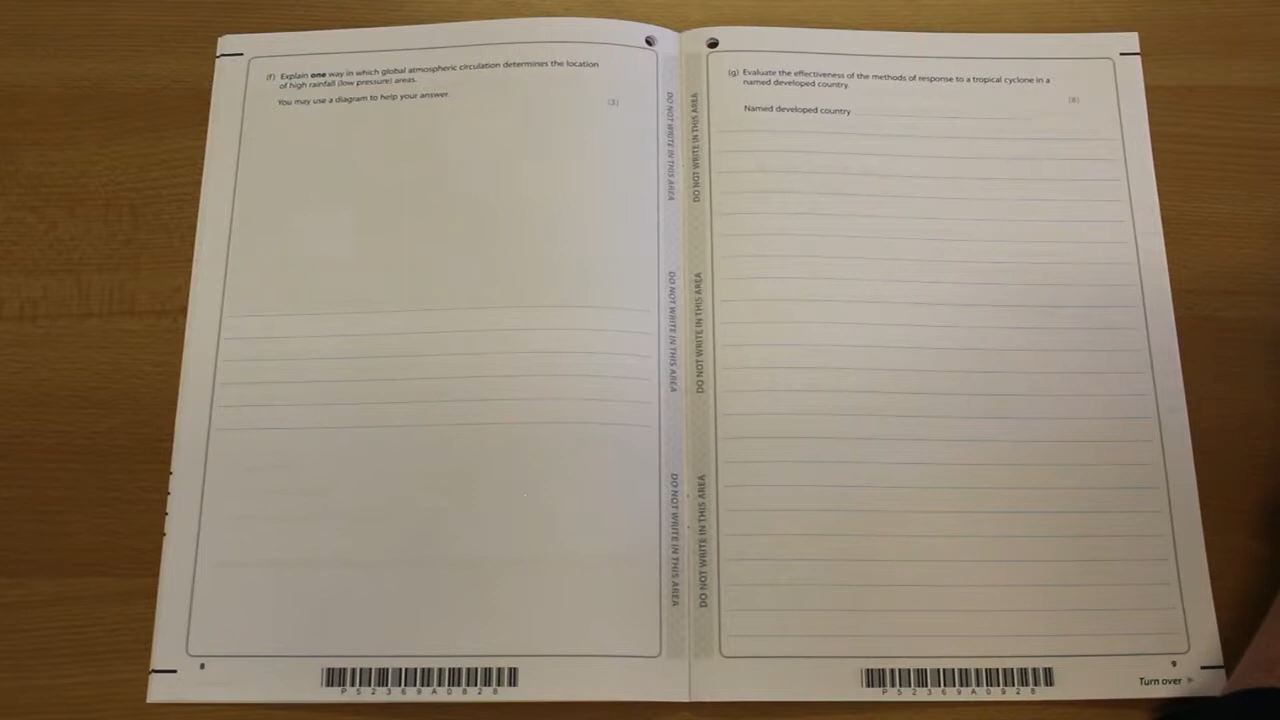 (f) Explain one way in which global atmospheric circulation determines the location
of high rainfall (low pressure) areas.
You may use a diagram to help your answer.
(3)
DO NOT WRITE IN THIS AREA
DO NOT WRITE IN THIS AREA
DO NOT WRITE IN THIS AREA
8
P52369A0828
DO NOT WRITE IN THIS AREA
DO NOT WRITE IN THIS AREA
DO NOT WRITE IN THIS AREA
(g) Evaluate the effectiveness of the methods of response to a tropical cyclone in a
named developed country.
(8)
Named developed country
9
P52369A0928
Turn over